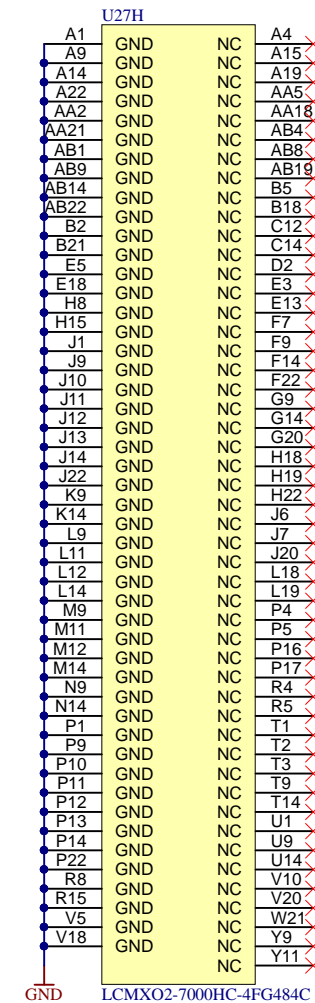 U27H
A1 GND NC A4
A9 GND NC A15
A14 GND NC A19
A22 GND NC AA5
AA2 GND NC AA18
AA21 GND NC AB4
AB1 GND NC AB8
AB9 GND NC AB19
AB14 GND NC B5
AB22 GND NC B18
B2 GND NC C12
B21 GND NC C14
E5 GND NC D2
E18 GND NC E3
H8 GND NC E13
H15 GND NC F7
J1 GND NC F9
J9 GND NC F14
J10 GND NC F22
J11 GND NC G9
J12 GND NC G14
J13 GND NC G20
J14 GND NC H18
J22 GND NC H19
K9 GND NC H22
K14 GND NC J6
L9 GND NC J7
L11 GND NC J20
L12 GND NC L18
L14 GND NC L19
M9 GND NC P4
M11 GND NC P5
M12 GND NC P16
M14 GND NC P17
N9 GND NC R4
N14 GND NC R5
P1 GND NC T1
P9 GND NC T2
P10 GND NC T3
P11 GND NC T9
P12 GND NC T14
P13 GND NC U1
P14 GND NC U9
P22 GND NC U14
R8 GND NC V10
R15 GND NC V20
V5 GND NC W21
V18 GND NC Y9
NC Y11
GND LCMXO2-7000HC-4FG484C